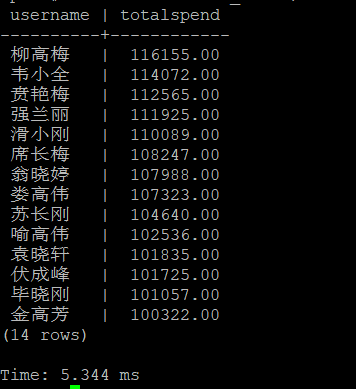 username | totalspend
----------+------------
柳高梅 | 116155.00
韦小全 | 114072.00
贲艳梅 | 112565.00
强兰丽 | 111925.00
滑小刚 | 110089.00
席长梅 | 108247.00
翁晓婷 | 107988.00
娄高伟 | 107323.00
苏长刚 | 104640.00
喻高伟 | 102536.00
袁晓轩 | 101835.00
伏成峰 | 101725.00
毕晓刚 | 101057.00
金高芳 | 100322.00
(14 rows)
Time: 5.344 ms